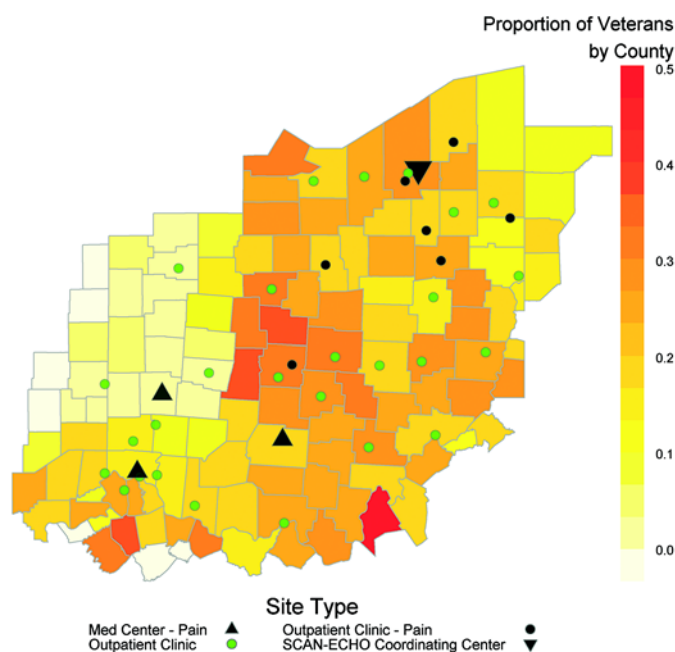 Proportion of Veterans
by County
0.5
0.4
0.3
0.2
0.1
0.0
Site Type
Med Center - Pain
Outpatient Clinic - Pain
Outpatient Clinic
SCAN-ECHO Coordinating Center